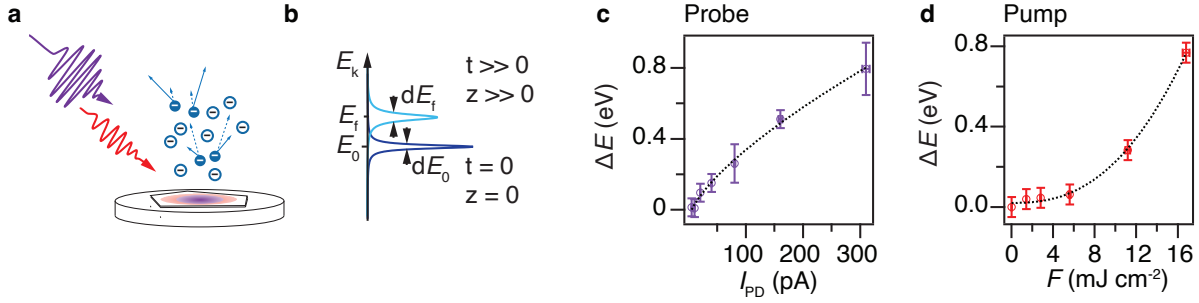 a
b
E_k
E_f
E_0
dE_f
dE_0
t >> 0
z >> 0
t = 0
z = 0
c Probe
ΔE (eV)
0.8
0.4
0
100 200 300
I_PD (pA)
d Pump
ΔE (eV)
0.8
0.4
0.0
0 4 8 12 16
F (mJ cm⁻²)